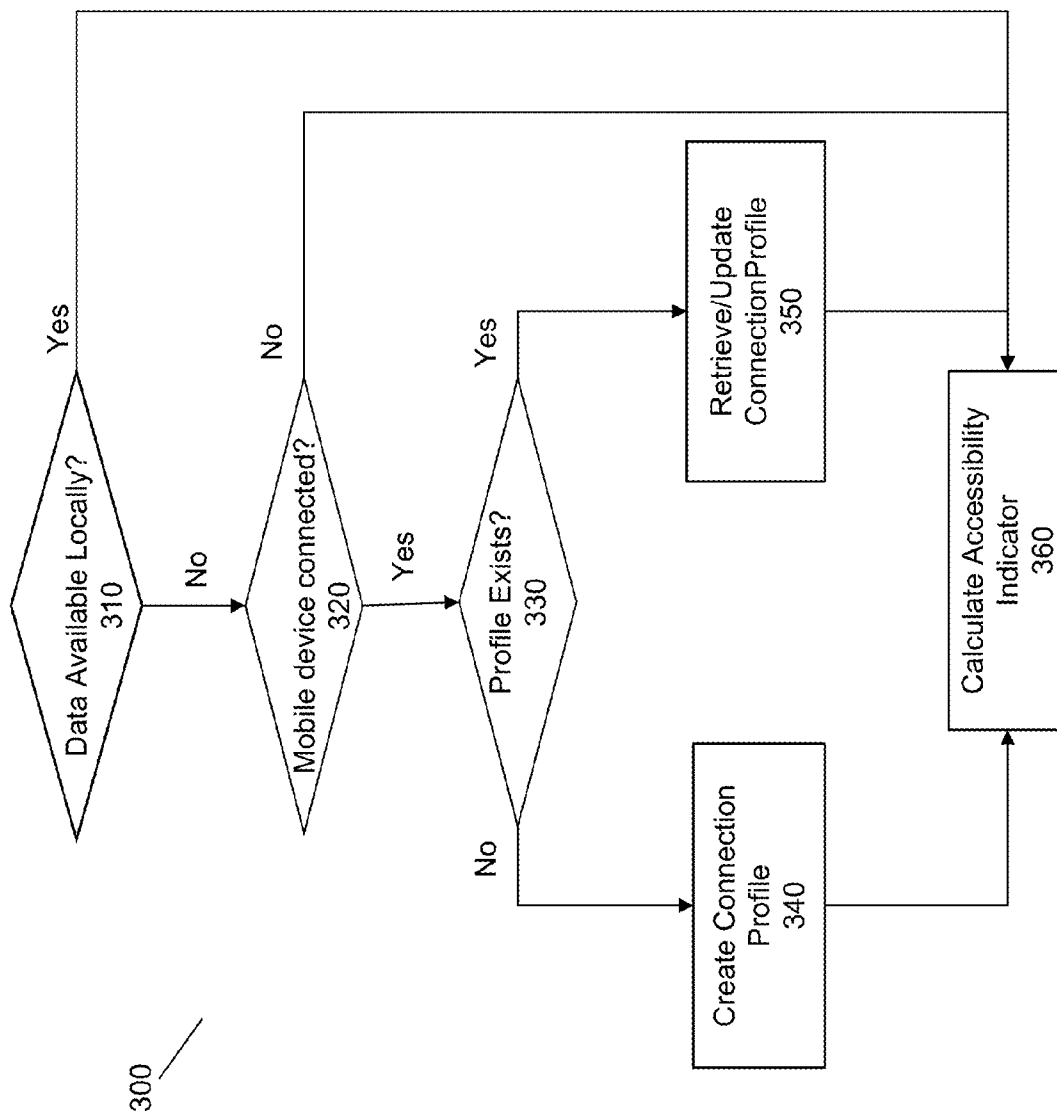 300
Data Available Locally?
310
Yes
No
Mobile device connected?
320
No
Yes
Profile Exists?
330
No
Yes
Create Connection
Profile
340
Retrieve/Update
ConnectionProfile
350
Calculate Accessibility
Indicator
360